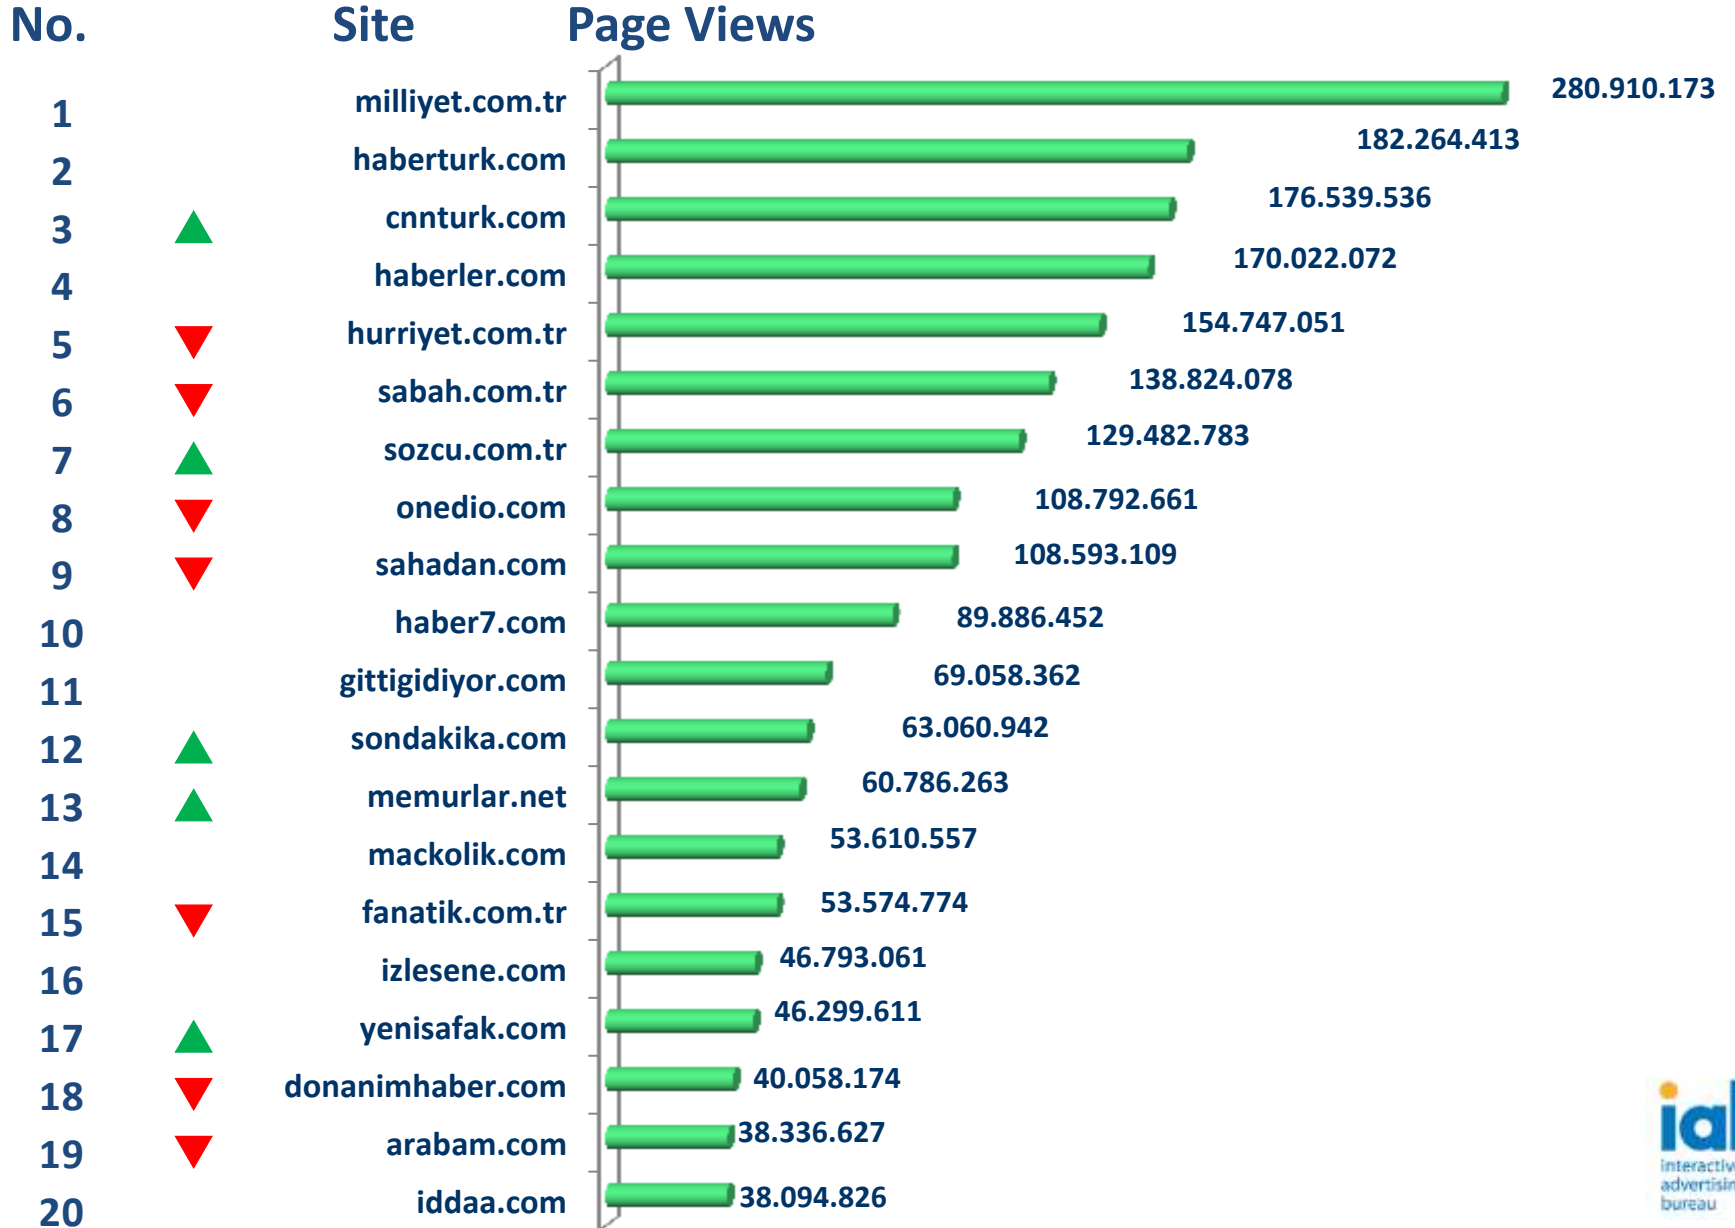 No. Site Page Views
1 milliyet.com.tr 280.910.173
2 haberturk.com 182.264.413
3 cnnturk.com 176.539.536
4 haberler.com 170.022.072
5 hurriyet.com.tr 154.747.051
6 sabah.com.tr 138.824.078
7 sozcu.com.tr 129.482.783
8 onedio.com 108.792.661
9 sahadan.com 108.593.109
10 haber7.com 89.886.452
11 gittigidiyor.com 69.058.362
12 sondakika.com 63.060.942
13 memurlar.net 60.786.263
14 mackolik.com 53.610.557
15 fanatik.com.tr 53.574.774
16 izlesene.com 46.793.061
17 yenisafak.com 46.299.611
18 donanimhaber.com 40.058.174
19 arabam.com 38.336.627
20 iddaa.com 38.094.826
ia
interactive
advertisin
bureau